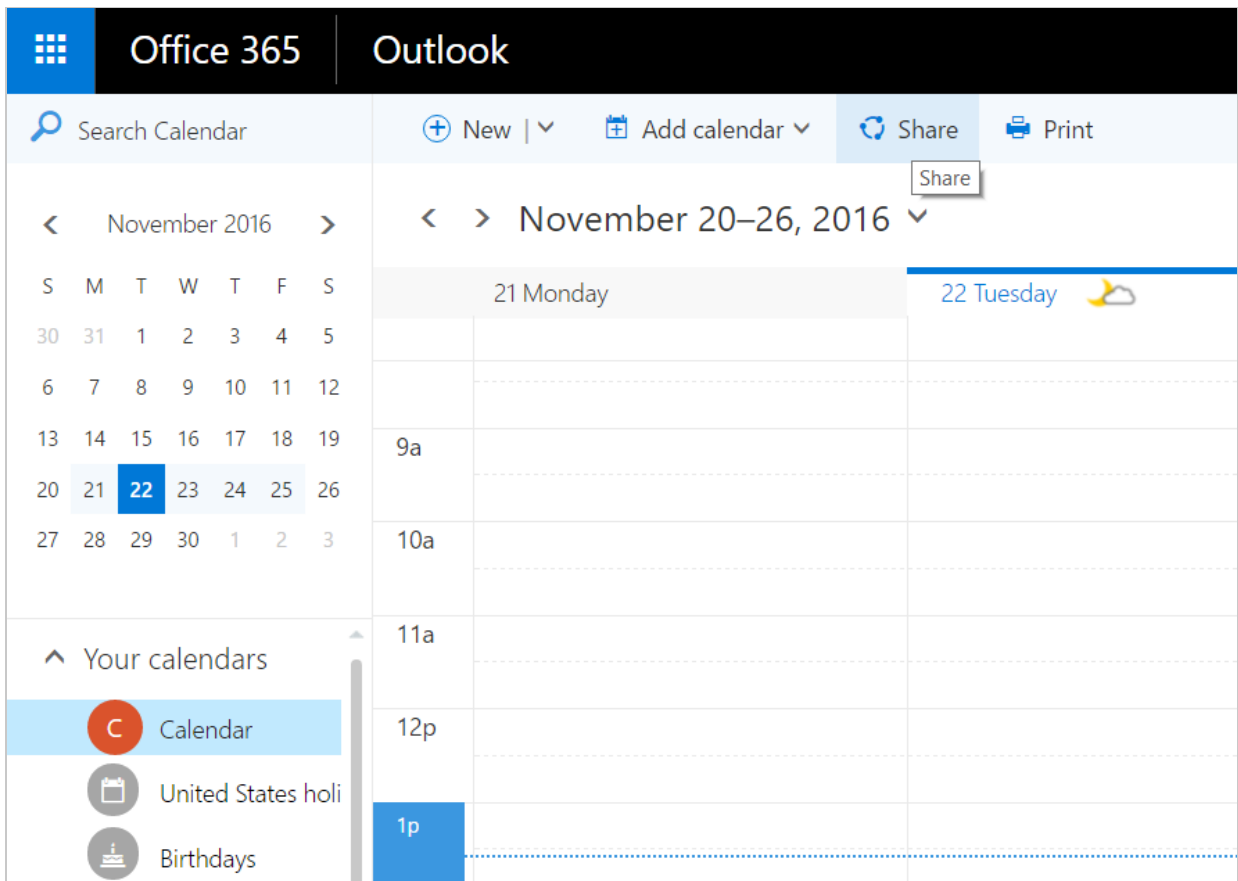 Office 365 Outlook
Search Calendar
New | Add calendar Share Print
Share
November 2016
S M T W T F S
30 31 1 2 3 4 5
6 7 8 9 10 11 12
13 14 15 16 17 18 19
20 21 22 23 24 25 26
27 28 29 30 1 2 3
Your calendars
C Calendar
United States holi
Birthdays
November 20–26, 2016
21 Monday 22 Tuesday
9a
10a
11a
12p
1p